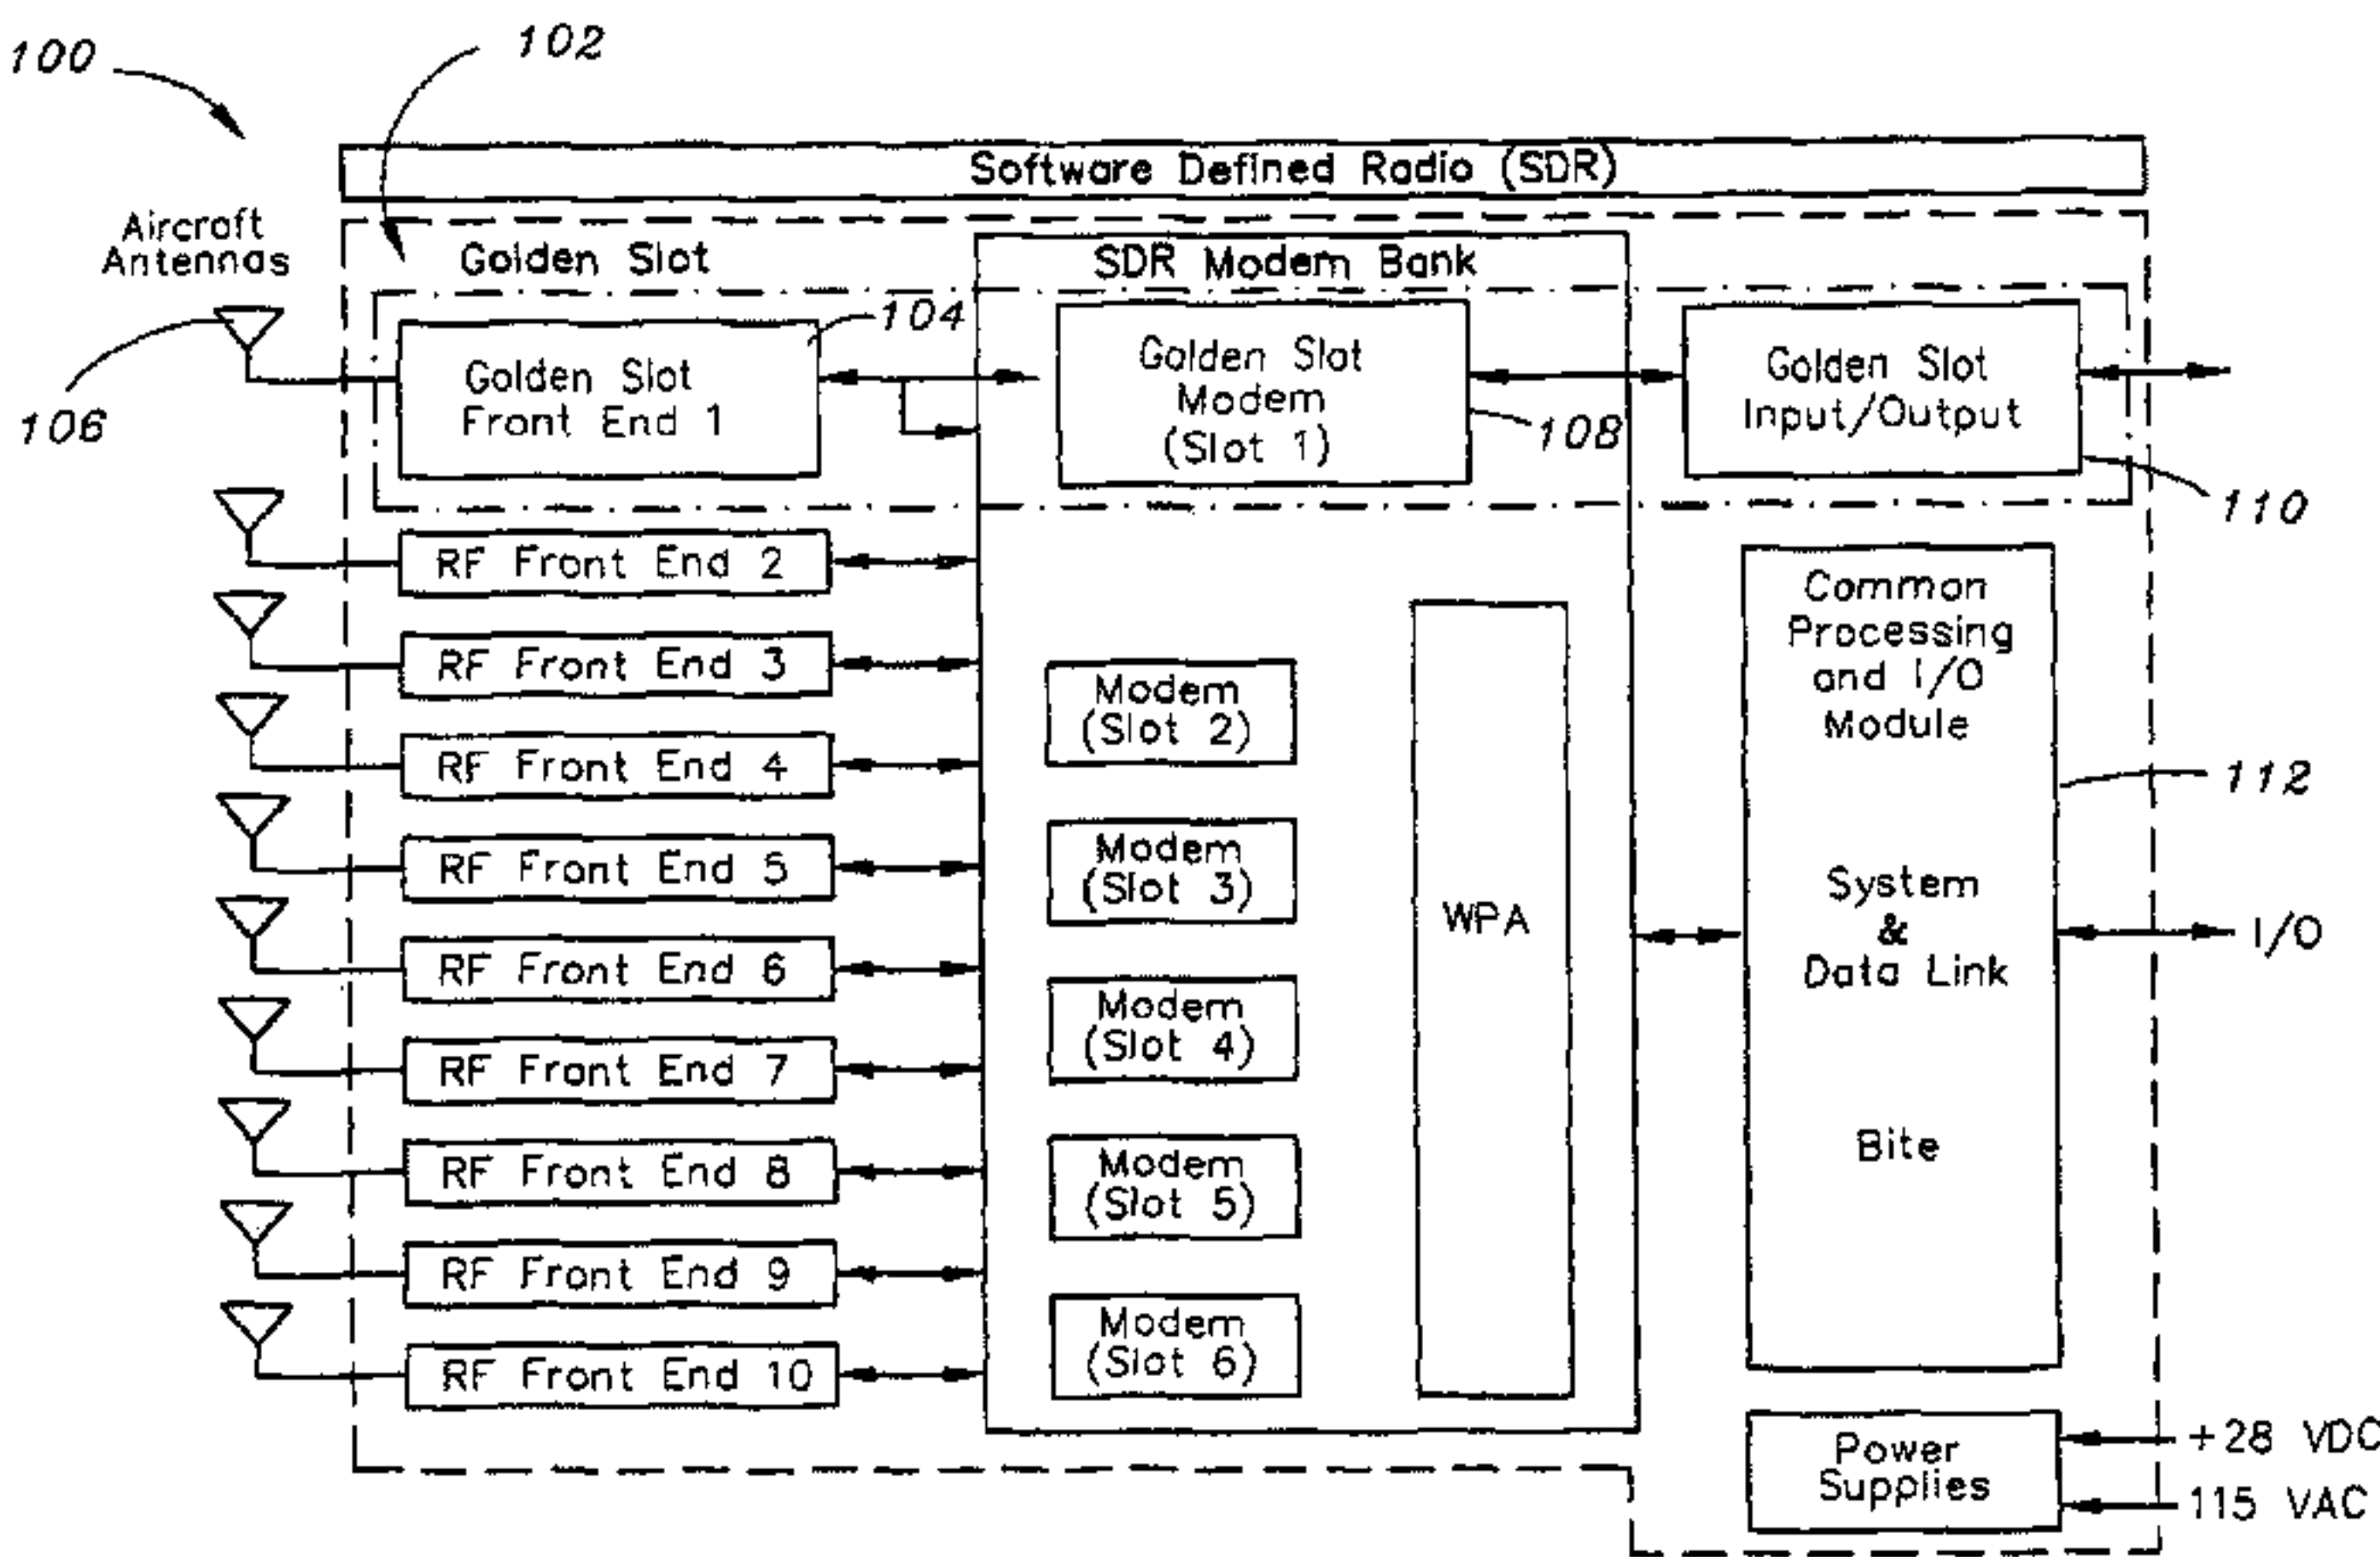 100
102
Software Defined Radio (SDR)
Aircraft
Antennas
Golden Slot
SDR Modem Bank
106
104
Golden Slot
Front End 1
Golden Slot
Modem
(Slot 1)
108
Golden Slot
Input/Output
110
RF Front End 2
RF Front End 3
RF Front End 4
RF Front End 5
RF Front End 6
RF Front End 7
RF Front End 8
RF Front End 9
RF Front End 10
Modem
(Slot 2)
Modem
(Slot 3)
Modem
(Slot 4)
Modem
(Slot 5)
Modem
(Slot 6)
WPA
Common
Processing
and I/O
Module
System
&
Data Link
Bite
112
I/O
Power
Supplies
+28 VDC
115 VAC